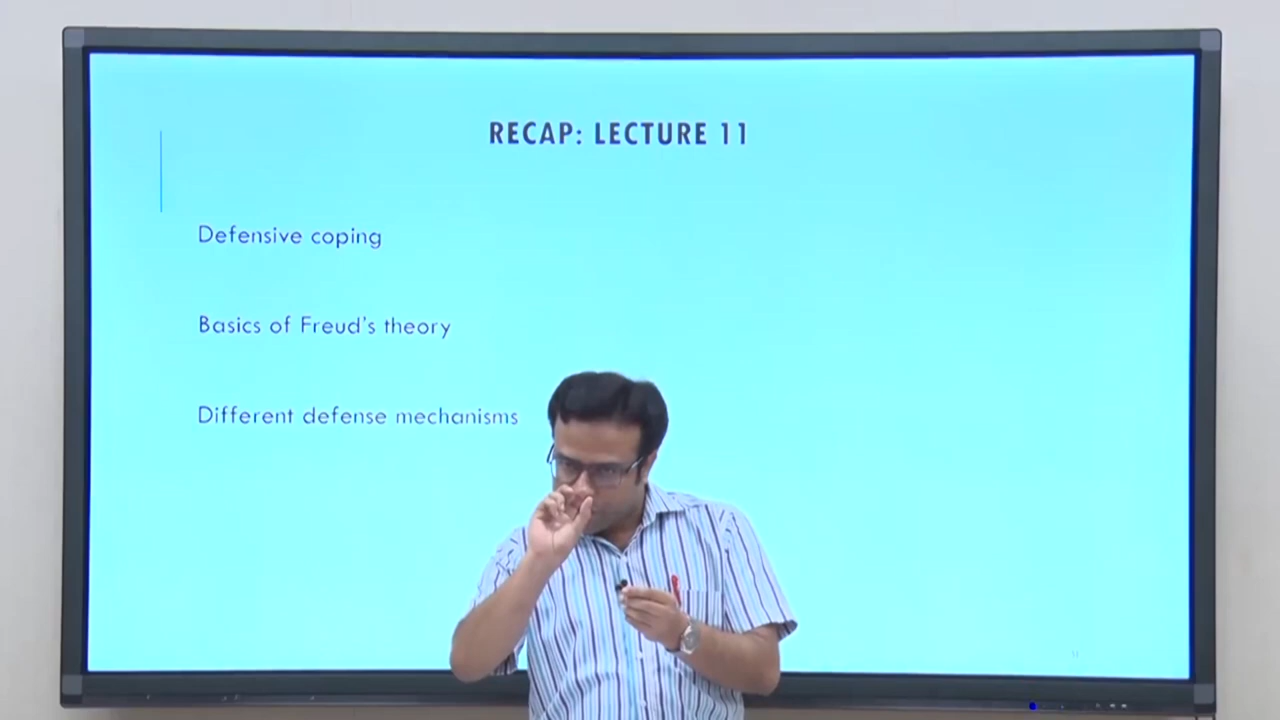 RECAP: LECTURE 11
Defensive coping
Basics of Freud's theory
Different defense mechanisms